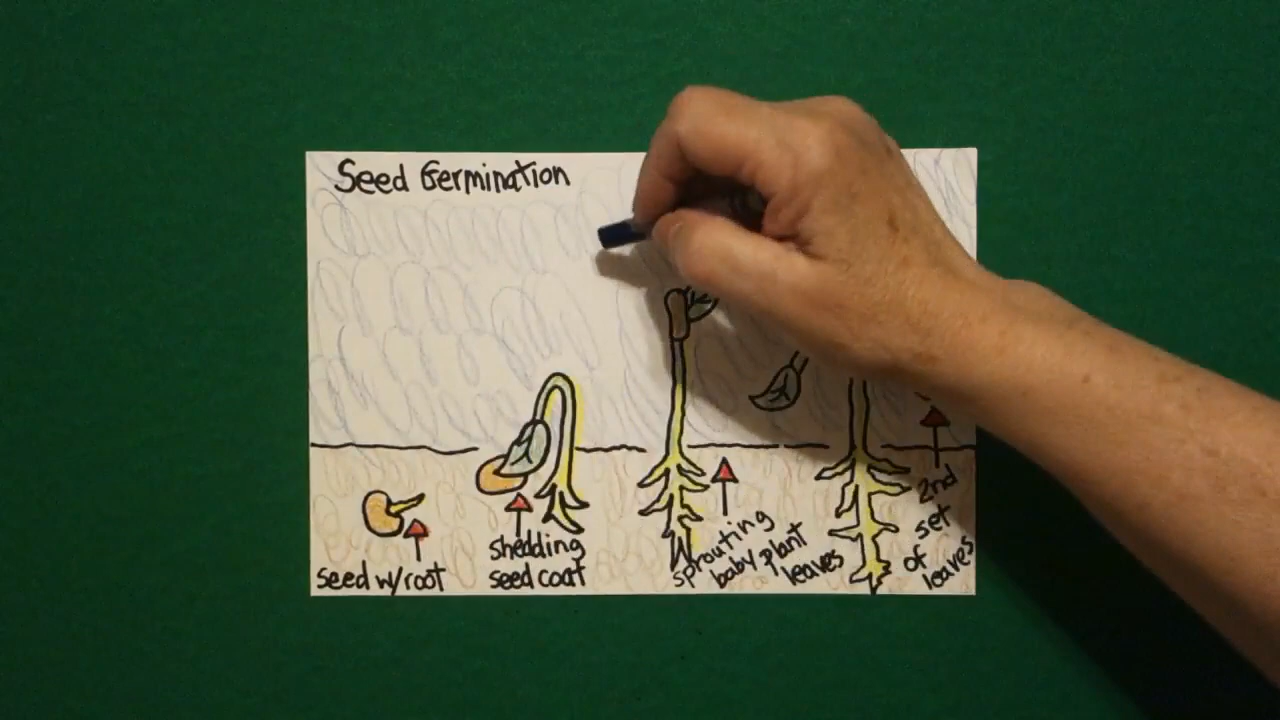 Seed Germination
seed w/root
shedding
seed coat
sprouting
baby plant
leaves
2nd
set
of
leaves